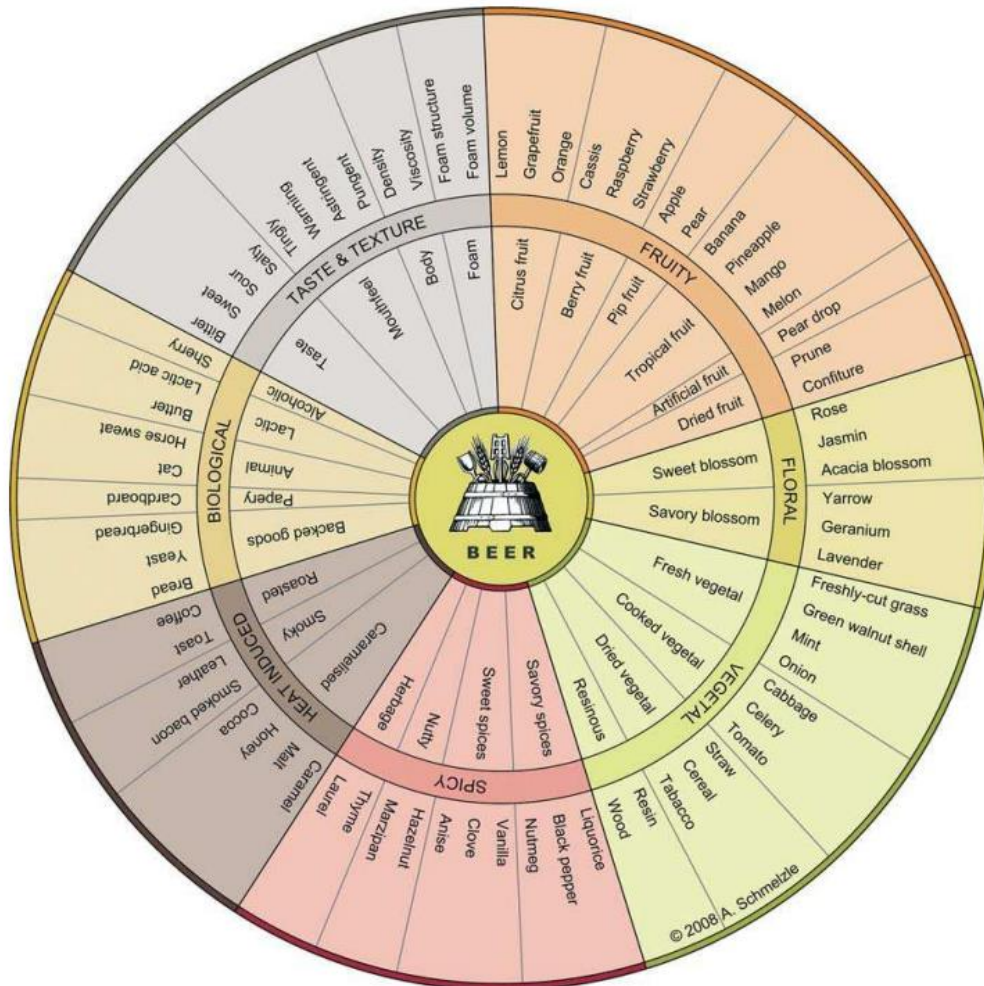 BEER
FRUITY
Citrus fruit
Lemon
Grapefruit
Orange
Berry fruit
Cassis
Raspberry
Strawberry
Pip fruit
Apple
Pear
Tropical fruit
Banana
Pineapple
Mango
Melon
Artificial fruit
Pear drop
Dried fruit
Prune
Confiture
FLORAL
Sweet blossom
Rose
Jasmin
Acacia blossom
Savory blossom
Yarrow
Geranium
Lavender
VEGETAL
Fresh vegetal
Freshly-cut grass
Green walnut shell
Mint
Onion
Cooked vegetal
Cabbage
Celery
Tomato
Dried vegetal
Straw
Cereal
Tabacco
Resinous
Resin
Wood
SPICY
Savory spices
Liquorice
Black pepper
Nutmeg
Sweet spices
Vanilla
Clove
Anise
Nutty
Hazelnut
Marzipan
Herbage
Thyme
Laurel
HEAT INDUCED
Caramelised
Caramel
Malt
Honey
Cocoa
Smoky
Smoked bacon
Leather
Roasted
Toast
Coffee
BIOLOGICAL
Backed goods
Bread
Yeast
Gingerbread
Papery
Cardboard
Animal
Cat
Horse sweat
Lactic
Butter
Lactic acid
Alcoholic
Sherry
TASTE & TEXTURE
Taste
Bitter
Sweet
Sour
Salty
Mouthfeel
Tingly
Warming
Astringent
Pungent
Body
Density
Viscosity
Foam
Foam structure
Foam volume
© 2008 A. Schmelzle